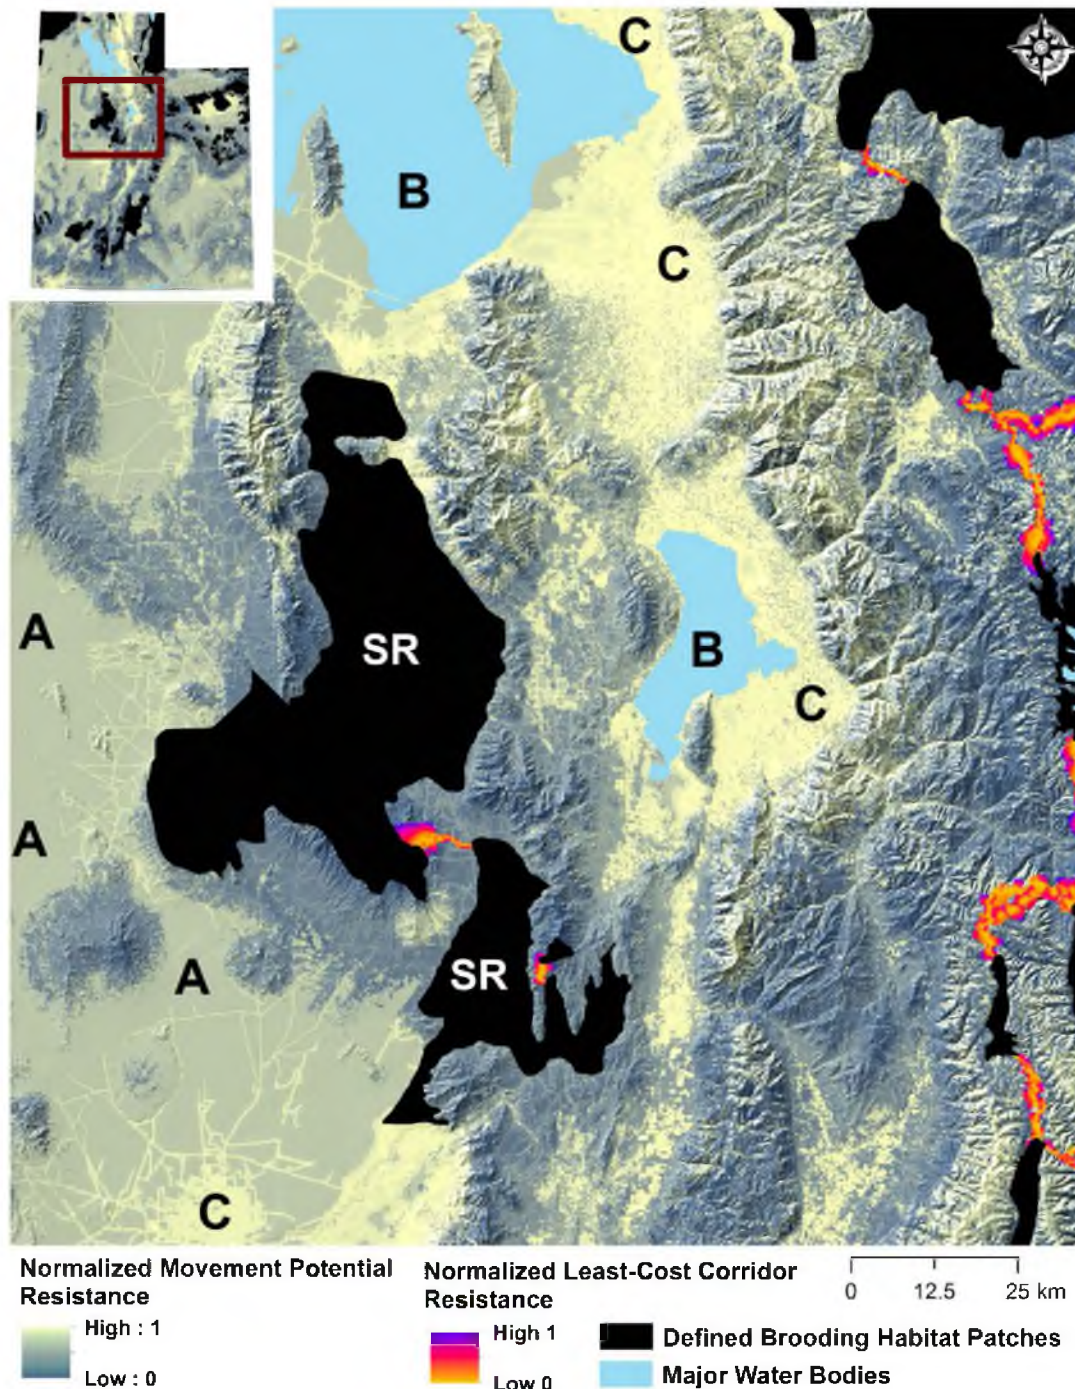 C
B
C
A
SR
B
C
A
A
SR
C
Normalized Movement Potential
Resistance
High : 1
Low : 0
Normalized Least-Cost Corridor
Resistance
High 1
Low 0
0 12.5 25 km
Defined Brooding Habitat Patches
Major Water Bodies